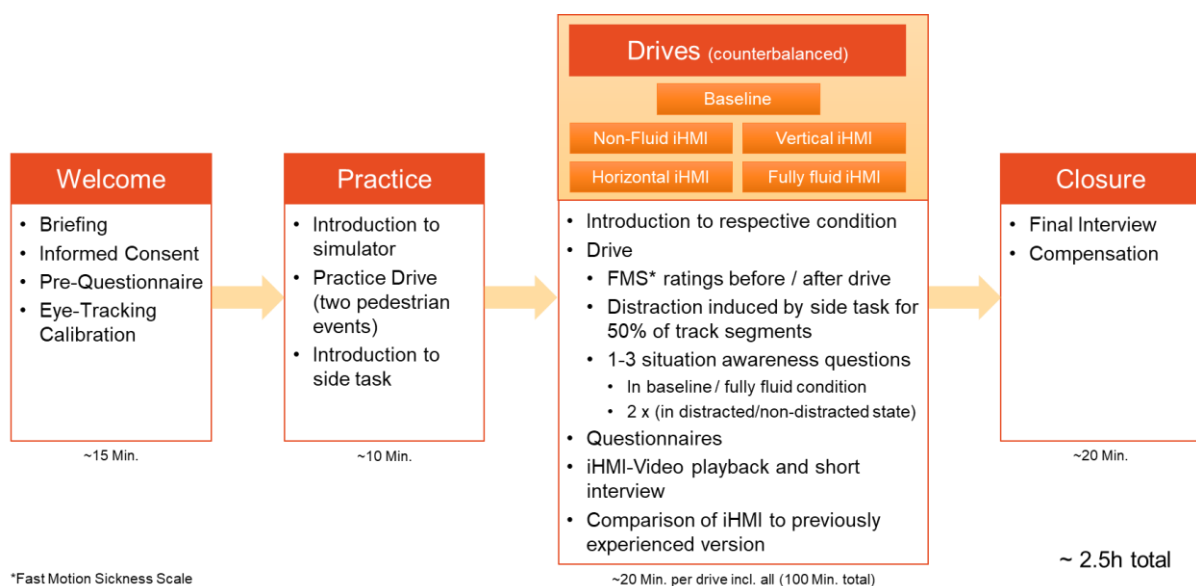 Welcome
• Briefing
• Informed Consent
• Pre-Questionnaire
• Eye-Tracking
Calibration
~15 Min.
Practice
• Introduction to
simulator
• Practice Drive
(two pedestrian
events)
• Introduction to
side task
~10 Min.
Drives (counterbalanced)
Baseline
Non-Fluid iHMI
Vertical iHMI
Horizontal iHMI
Fully fluid iHMI
• Introduction to respective condition
• Drive
• FMS* ratings before / after drive
• Distraction induced by side task for
50% of track segments
• 1-3 situation awareness questions
• In baseline / fully fluid condition
• 2 x (in distracted/non-distracted state)
• Questionnaires
• iHMI-Video playback and short
interview
• Comparison of iHMI to previously
experienced version
~20 Min. per drive incl. all (100 Min. total)
Closure
• Final Interview
• Compensation
~20 Min.
~ 2.5h total
*Fast Motion Sickness Scale